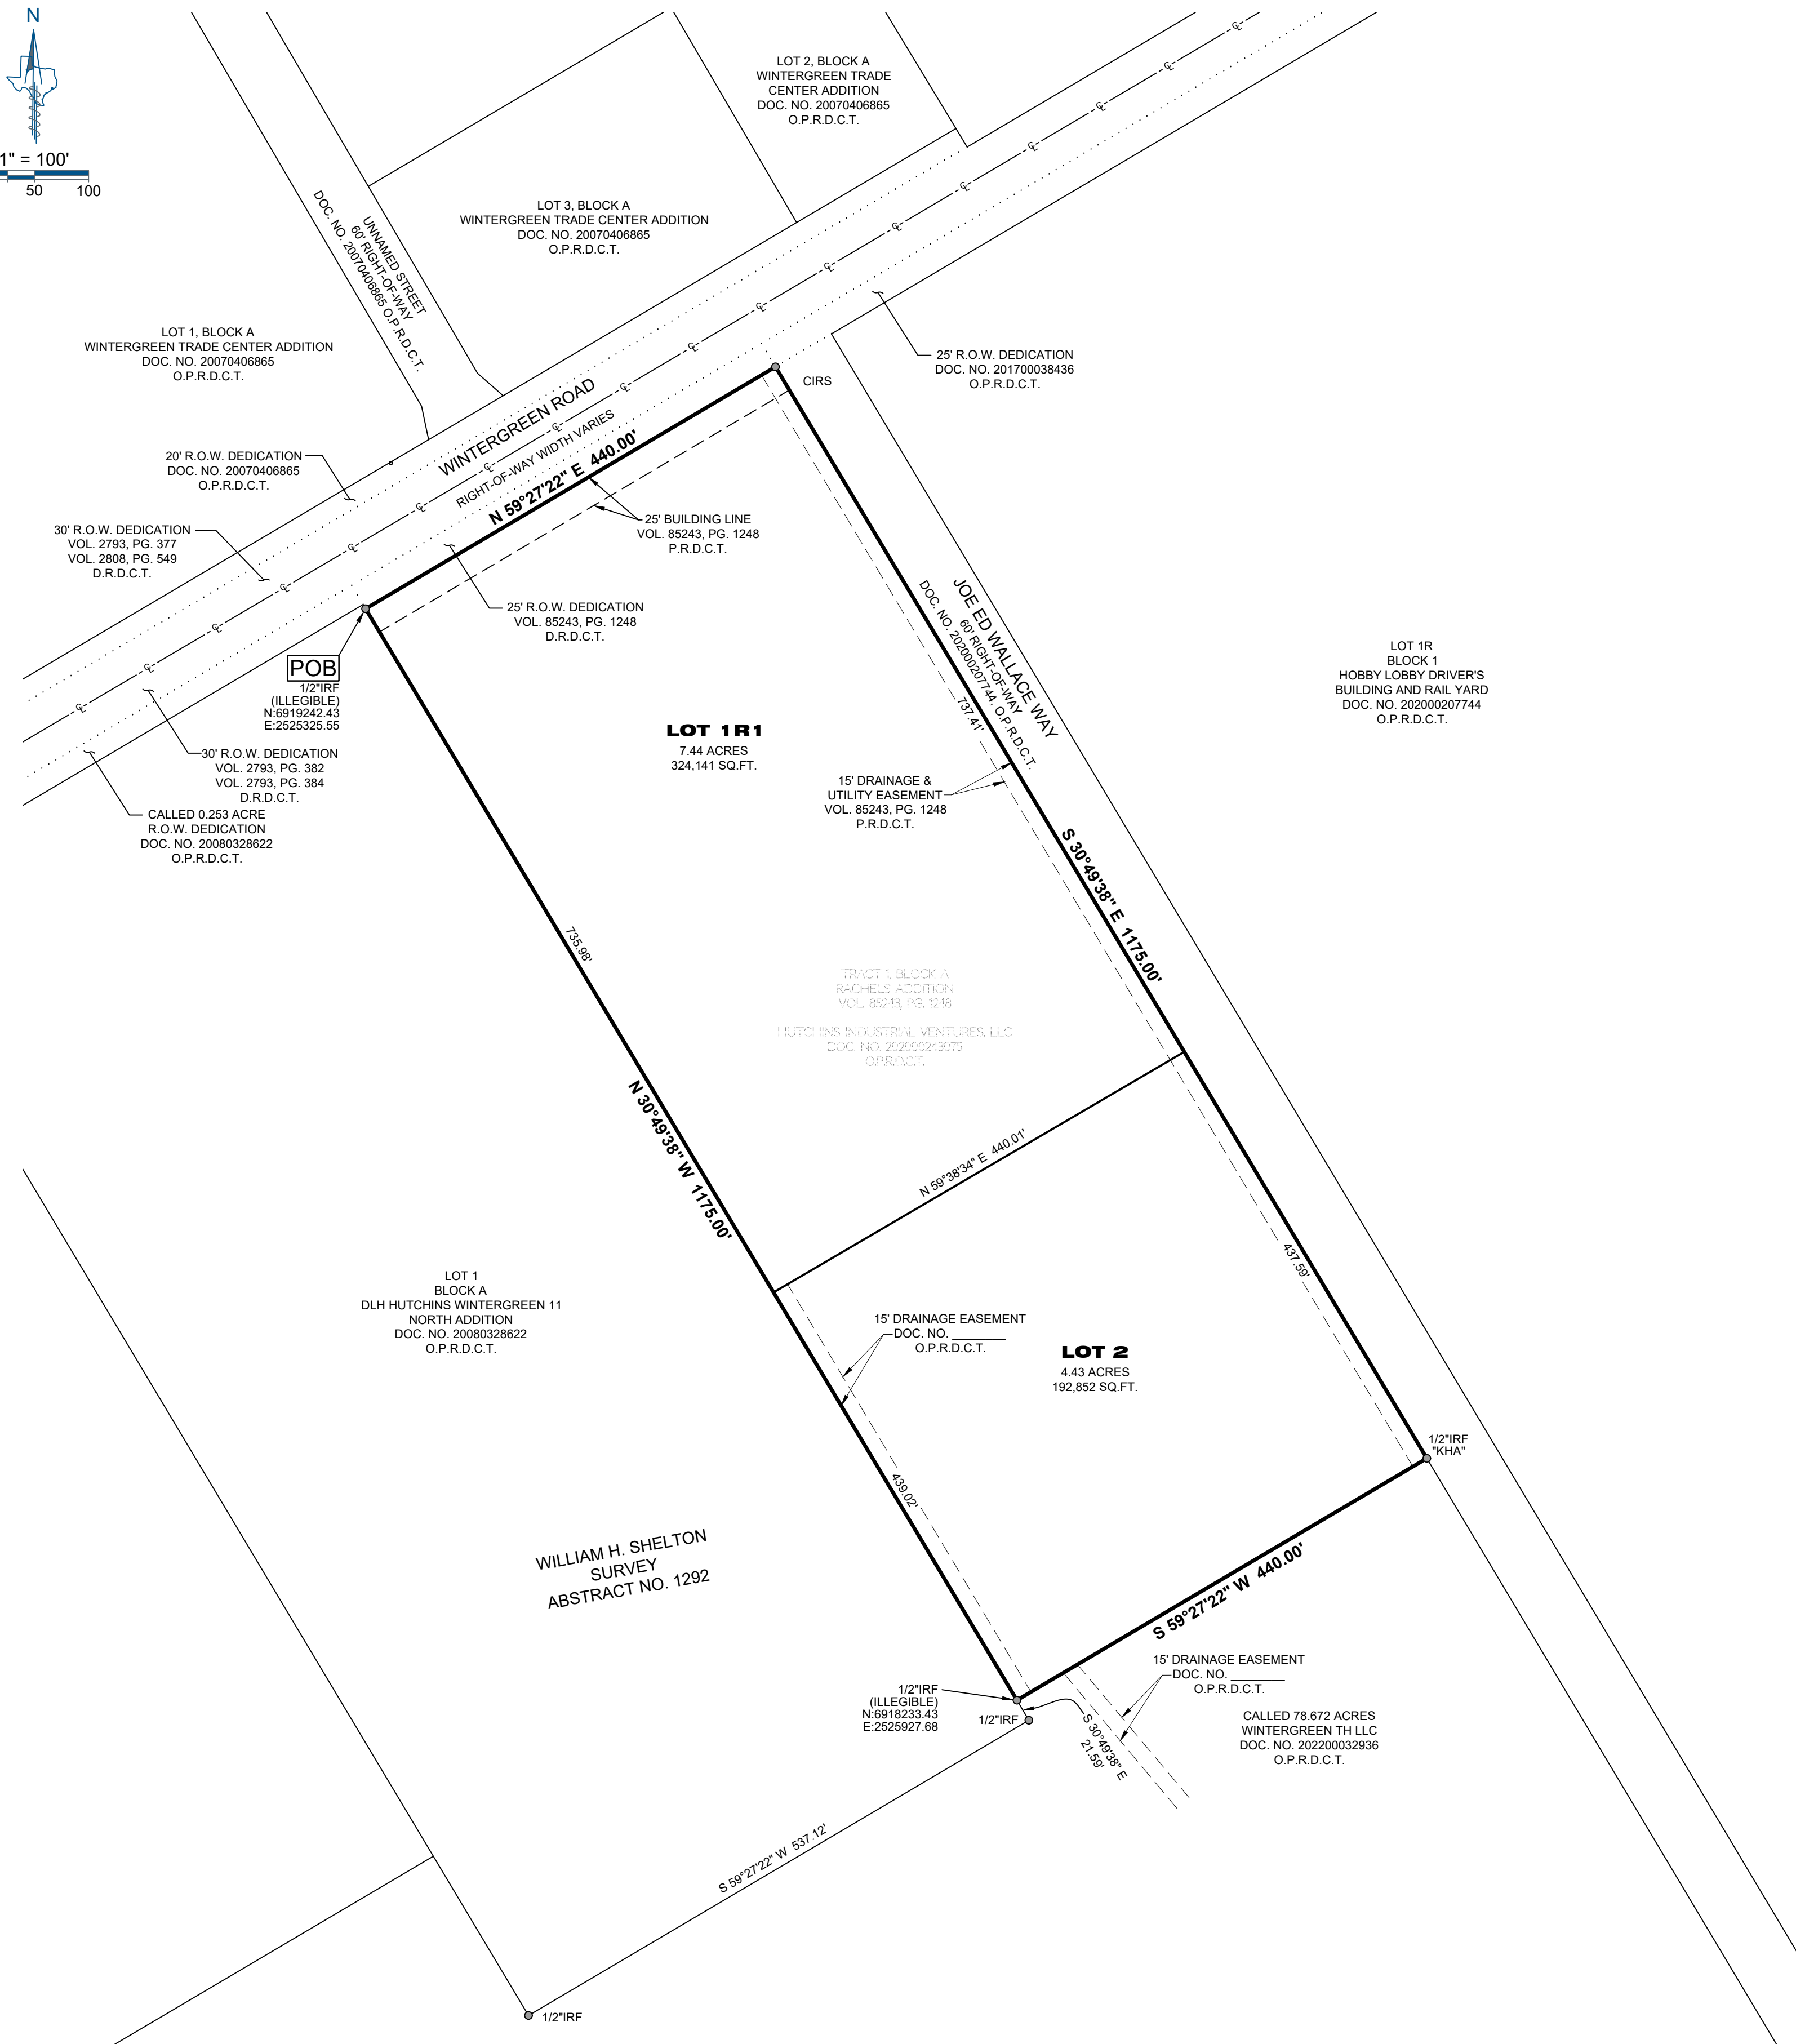 N
1" = 100'
50 100
LOT 2, BLOCK A
WINTERGREEN TRADE
CENTER ADDITION
DOC. NO. 20070406865
O.P.R.D.C.T.
LOT 3, BLOCK A
WINTERGREEN TRADE CENTER ADDITION
DOC. NO. 20070406865
O.P.R.D.C.T.
UNNAMED STREET
60' RIGHT-OF-WAY
DOC. NO. 20070406865 O.P.R.D.C.T.
LOT 1, BLOCK A
WINTERGREEN TRADE CENTER ADDITION
DOC. NO. 20070406865
O.P.R.D.C.T.
25' R.O.W. DEDICATION
DOC. NO. 201700038436
O.P.R.D.C.T.
CIRS
WINTERGREEN ROAD
RIGHT-OF-WAY WIDTH VARIES
N 59°27'22" E 440.00'
20' R.O.W. DEDICATION
DOC. NO. 20070406865
O.P.R.D.C.T.
30' R.O.W. DEDICATION
VOL. 2793, PG. 377
VOL. 2808, PG. 549
D.R.D.C.T.
25' BUILDING LINE
VOL. 85243, PG. 1248
P.R.D.C.T.
25' R.O.W. DEDICATION
VOL. 85243, PG. 1248
D.R.D.C.T.
POB
1/2"IRF
(ILLEGIBLE)
N:6919242.43
E:2525325.55
30' R.O.W. DEDICATION
VOL. 2793, PG. 382
VOL. 2793, PG. 384
D.R.D.C.T.
CALLED 0.253 ACRE
R.O.W. DEDICATION
DOC. NO. 20080328622
O.P.R.D.C.T.
JOE ED WALLACE WAY
60' RIGHT-OF-WAY
DOC. NO. 202000207744, O.P.R.D.C.T.
737.41'
LOT 1R
BLOCK 1
HOBBY LOBBY DRIVER'S
BUILDING AND RAIL YARD
DOC. NO. 202000207744
O.P.R.D.C.T.
LOT 1R1
7.44 ACRES
324,141 SQ.FT.
15' DRAINAGE &
UTILITY EASEMENT
VOL. 85243, PG. 1248
P.R.D.C.T.
S 30°49'38" E 1175.00'
735.98'
TRACT 1, BLOCK A
RACHELS ADDITION
VOL. 85243, PG. 1248
HUTCHINS INDUSTRIAL VENTURES, LLC
DOC. NO. 202000243075
O.P.R.D.C.T.
N 30°49'38" W 1175.00'
N 59°38'34" E 440.01'
437.59'
LOT 1
BLOCK A
DLH HUTCHINS WINTERGREEN 11
NORTH ADDITION
DOC. NO. 20080328622
O.P.R.D.C.T.
15' DRAINAGE EASEMENT
DOC. NO. ________
O.P.R.D.C.T.
LOT 2
4.43 ACRES
192,852 SQ.FT.
1/2"IRF
"KHA"
439.02'
WILLIAM H. SHELTON
SURVEY
ABSTRACT NO. 1292
S 59°27'22" W 440.00'
15' DRAINAGE EASEMENT
DOC. NO. ________
O.P.R.D.C.T.
1/2"IRF
(ILLEGIBLE)
N:6918233.43
E:2525927.68
1/2"IRF
S 30°49'38" E
21.59'
CALLED 78.672 ACRES
WINTERGREEN TH LLC
DOC. NO. 202200032936
O.P.R.D.C.T.
S 59°27'22" W 537.12'
1/2"IRF